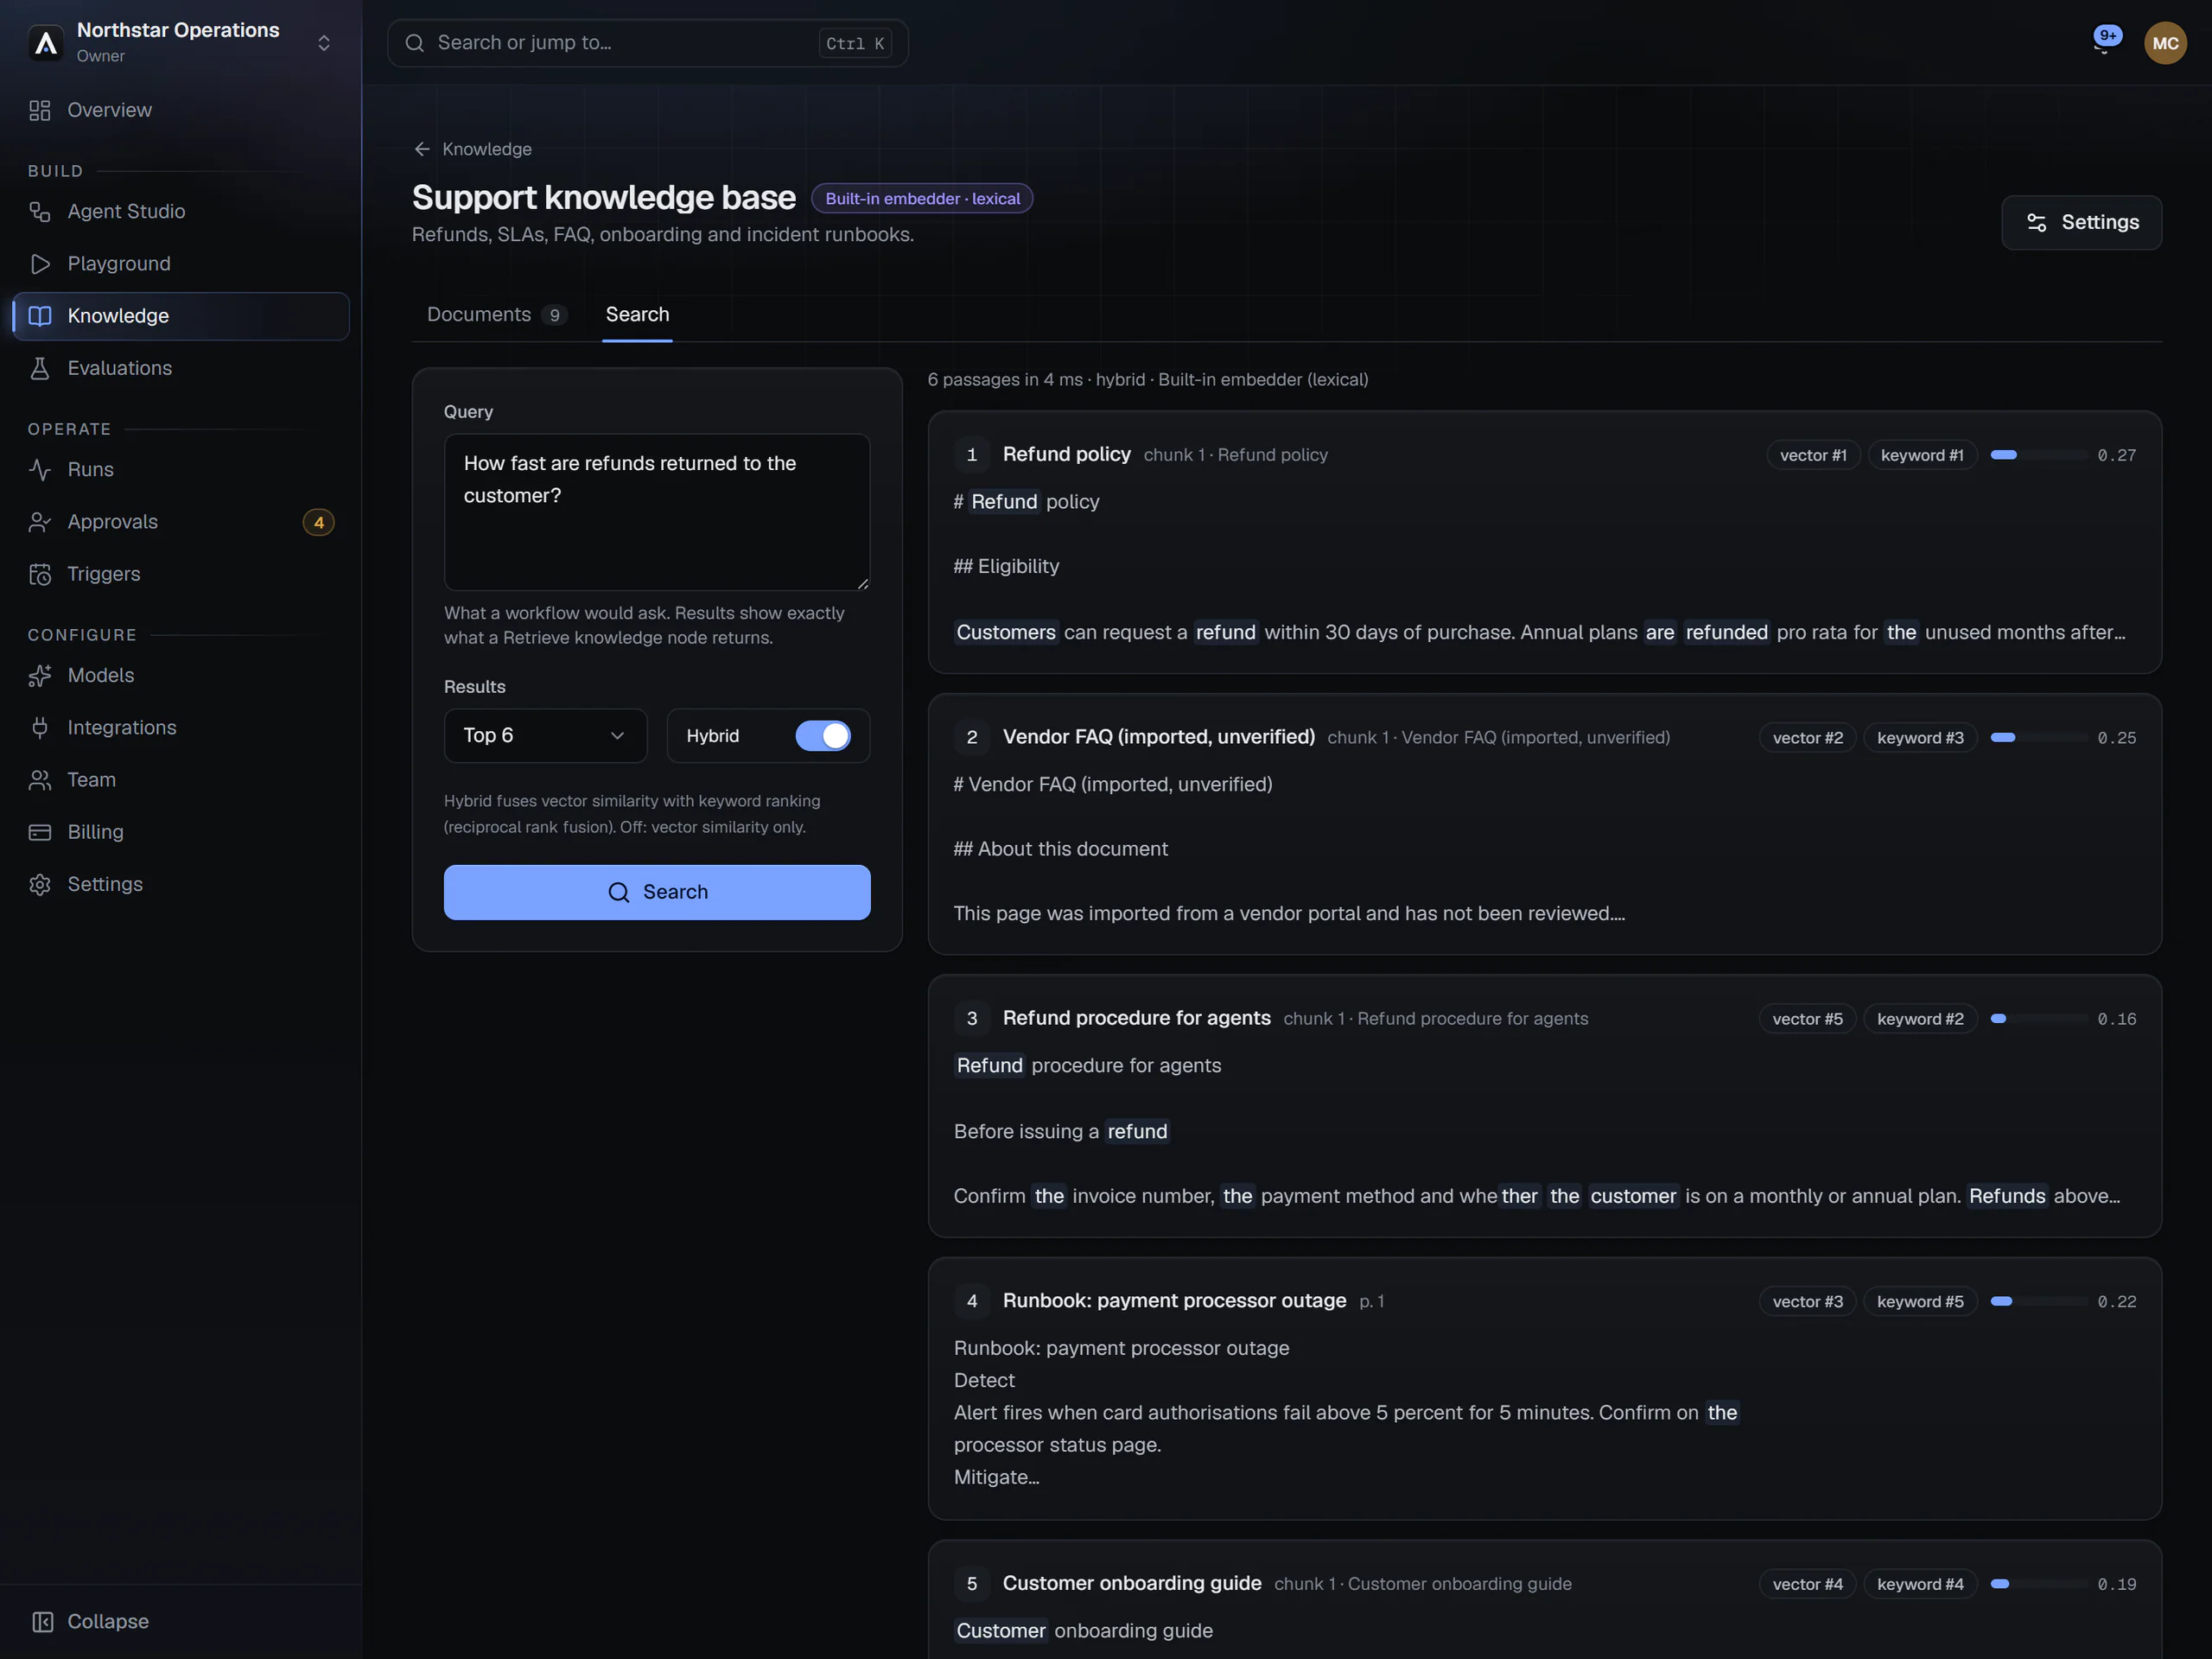 Northstar Operations
Owner
Overview
BUILD
Agent Studio
Playground
Knowledge
Evaluations
OPERATE
Runs
Approvals
4
Triggers
CONFIGURE
Models
Integrations
Team
Billing
Settings
Collapse
Search or jump to...
Ctrl K
9+
MC
Knowledge
Support knowledge base
Built-in embedder · lexical
Refunds, SLAs, FAQ, onboarding and incident runbooks.
Settings
Documents 9
Search
Query
How fast are refunds returned to the
customer?
What a workflow would ask. Results show exactly
what a Retrieve knowledge node returns.
Results
Top 6
Hybrid
Hybrid fuses vector similarity with keyword ranking
(reciprocal rank fusion). Off: vector similarity only.
Search
6 passages in 4 ms · hybrid · Built-in embedder (lexical)
1 Refund policy chunk 1 · Refund policy vector #1 keyword #1 0.27
# Refund policy
## Eligibility
Customers can request a refund within 30 days of purchase. Annual plans are refunded pro rata for the unused months after...
2 Vendor FAQ (imported, unverified) chunk 1 · Vendor FAQ (imported, unverified) vector #2 keyword #3 0.25
# Vendor FAQ (imported, unverified)
## About this document
This page was imported from a vendor portal and has not been reviewed....
3 Refund procedure for agents chunk 1 · Refund procedure for agents vector #5 keyword #2 0.16
Refund procedure for agents
Before issuing a refund
Confirm the invoice number, the payment method and whether the customer is on a monthly or annual plan. Refunds above...
4 Runbook: payment processor outage p. 1 vector #3 keyword #5 0.22
Runbook: payment processor outage
Detect
Alert fires when card authorisations fail above 5 percent for 5 minutes. Confirm on the
processor status page.
Mitigate...
5 Customer onboarding guide chunk 1 · Customer onboarding guide vector #4 keyword #4 0.19
Customer onboarding guide